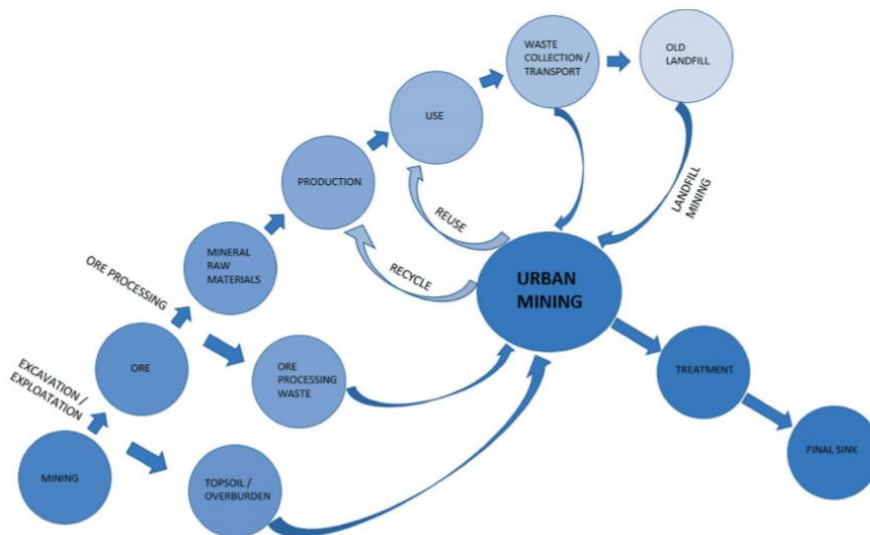 WASTE
COLLECTION /
TRANSPORT
OLD
LANDFILL
USE
PRODUCTION
LANDFILL
MINING
REUSE
MINERAL
RAW
MATERIALS
RECYCLE
URBAN
MINING
ORE PROCESSING
ORE
ORE
PROCESSING
WASTE
TREATMENT
EXCAVATION /
EXPLOATATION
MINING
TOPSOIL /
OVERBURDEN
FINAL SINK